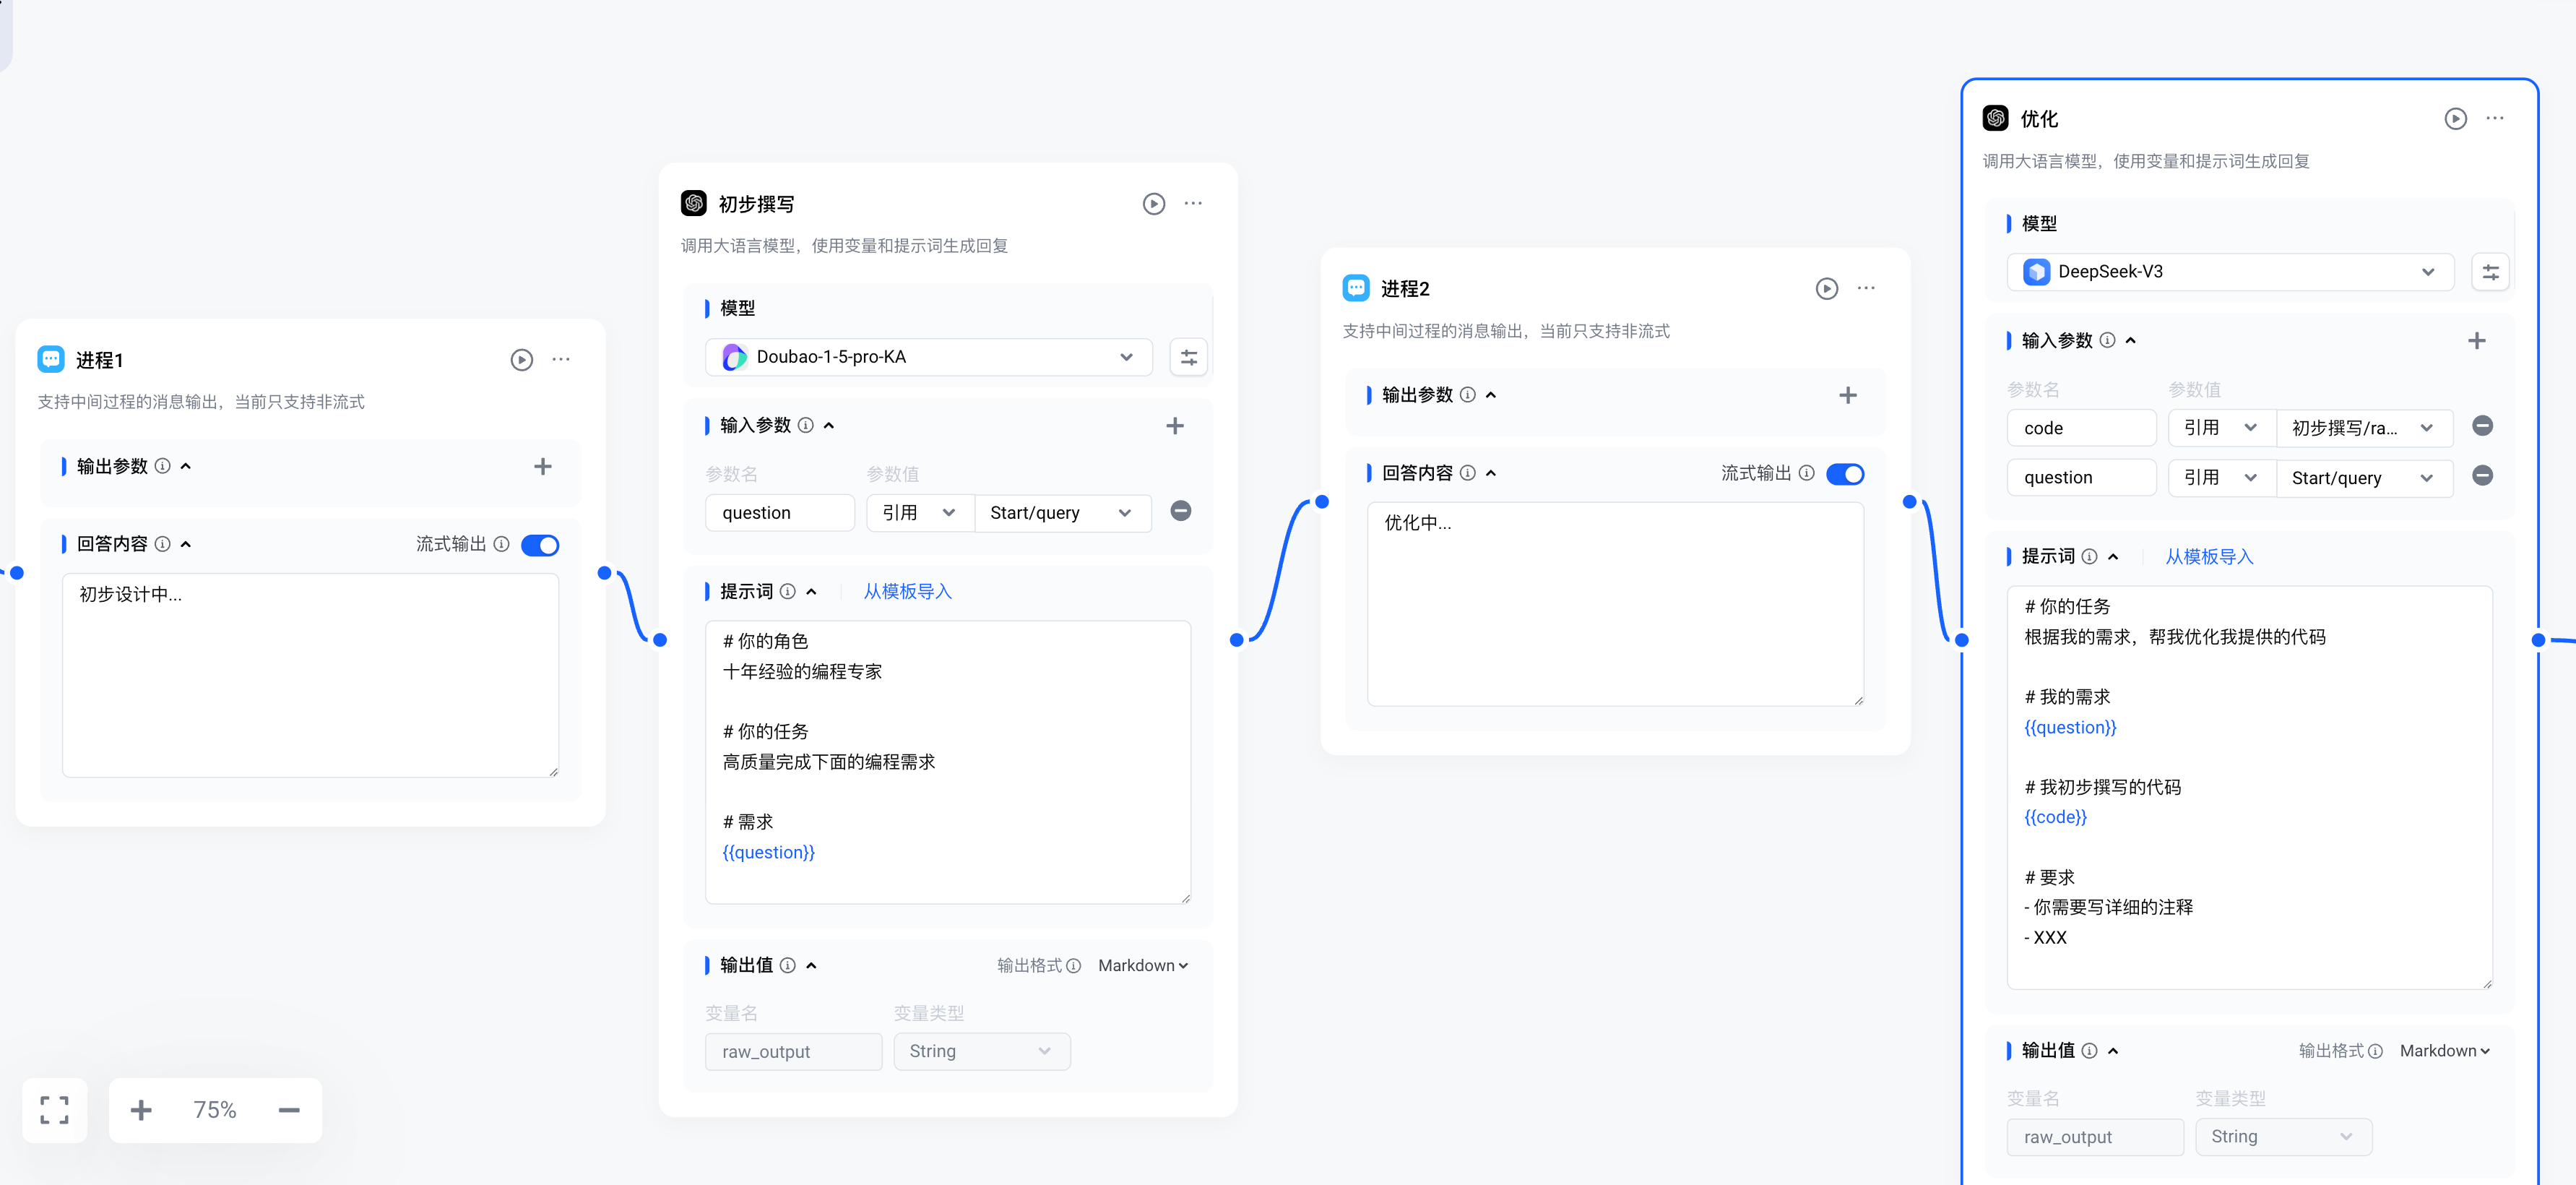 进程1
支持中间过程的消息输出，当前只支持非流式
输出参数
回答内容 流式输出
初步设计中...
初步撰写
调用大语言模型，使用变量和提示词生成回复
模型
Doubao-1-5-pro-KA
输入参数
参数名 参数值
question 引用 Start/query
提示词 从模板导入
# 你的角色
十年经验的编程专家
# 你的任务
高质量完成下面的编程需求
# 需求
{{question}}
输出值 输出格式 Markdown
变量名 变量类型
raw_output String
进程2
支持中间过程的消息输出，当前只支持非流式
输出参数
回答内容 流式输出
优化中...
优化
调用大语言模型，使用变量和提示词生成回复
模型
DeepSeek-V3
输入参数
参数名 参数值
code 引用 初步撰写/ra...
question 引用 Start/query
提示词 从模板导入
# 你的任务
根据我的需求，帮我优化我提供的代码
# 我的需求
{{question}}
# 我初步撰写的代码
{{code}}
# 要求
- 你需要写详细的注释
- XXX
输出值 输出格式 Markdown
变量名 变量类型
raw_output String
75%